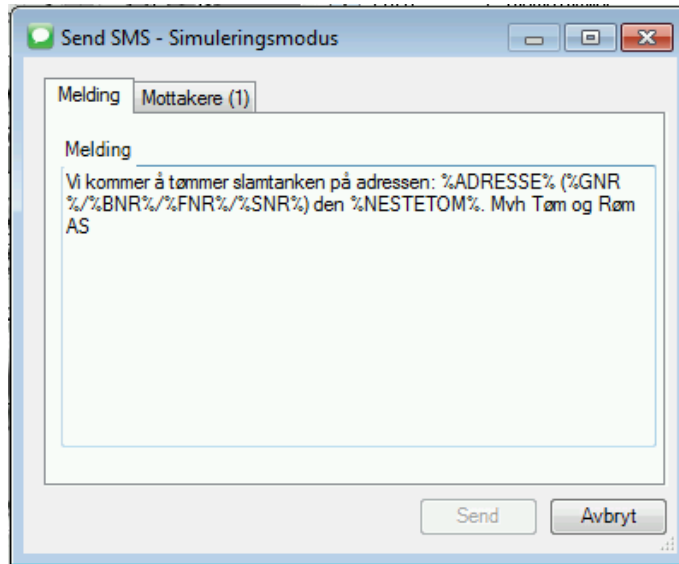 Send SMS - Simuleringsmodus
Melding
Mottakere (1)
Melding
Vi kommer å tømmer slamtanken på adressen: %ADRESSE% (%GNR
%/%BNR%/%FNR%/%SNR%) den %NESTETOM%. Mvh Tøm og Røm
AS
Send
Avbryt